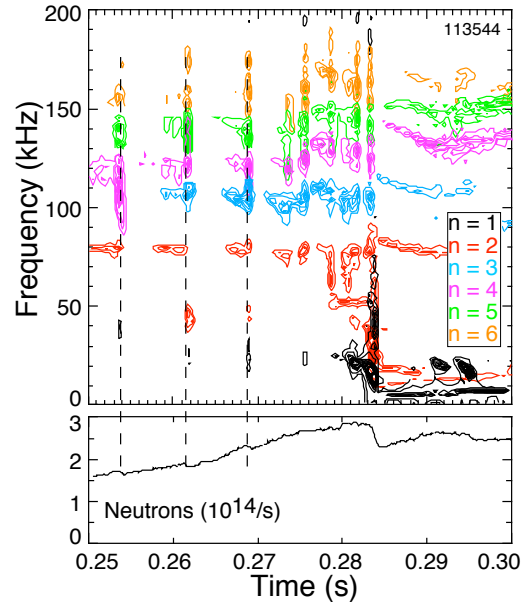 200
113544
150
100
50
0
Frequency (kHz)
n = 1
n = 2
n = 3
n = 4
n = 5
n = 6
3
2
1
0
Neutrons (10^14/s)
0.25 0.26 0.27 0.28 0.29 0.30
Time (s)